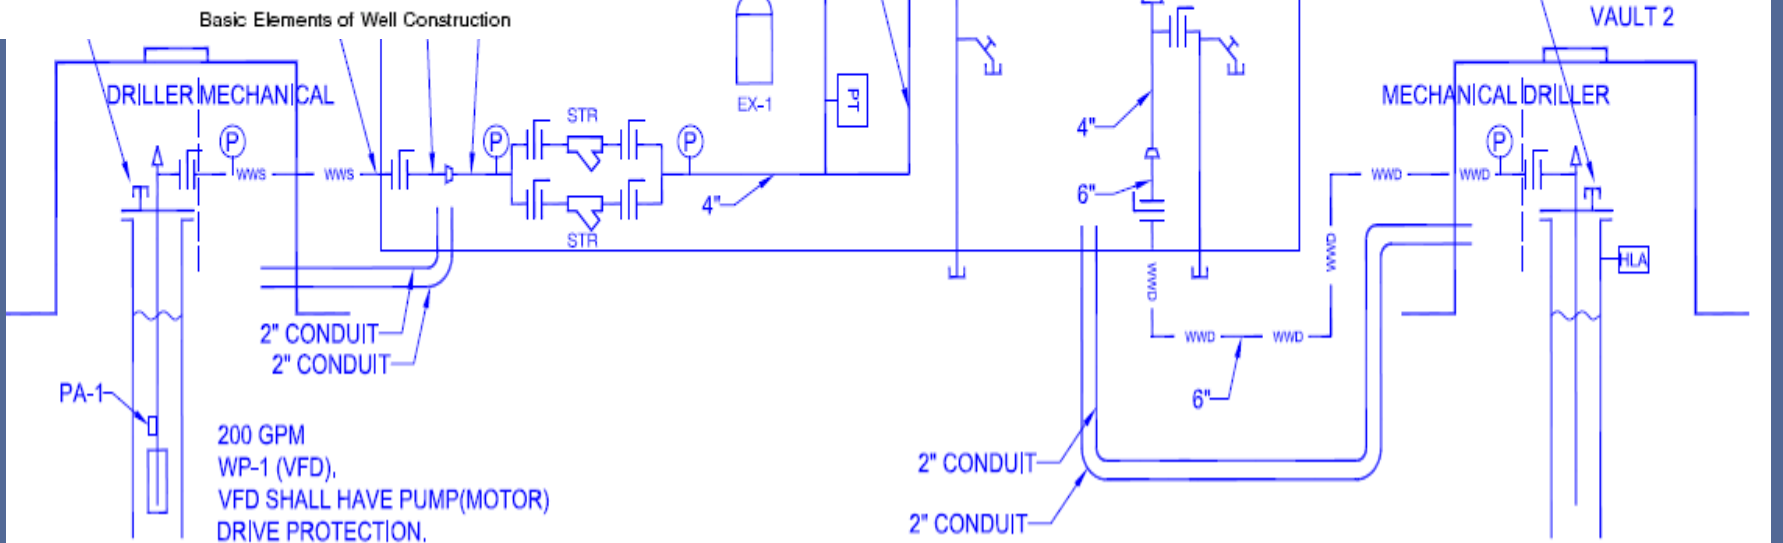 Basic Elements of Well Construction
VAULT 2
DRILLER MECHANICAL
MECHANICAL DRILLER
EX-1
PT
STR
4"
P
P
P
P
WWS
WWS
WWD
WWD
6"
4"
STR
HLA
WWD
WWD
2" CONDUIT
WWD
WWD
2" CONDUIT
PA-1
6"
200 GPM
WP-1 (VFD),
2" CONDUIT
VFD SHALL HAVE PUMP(MOTOR)
2" CONDUIT
DRIVE PROTECTION,